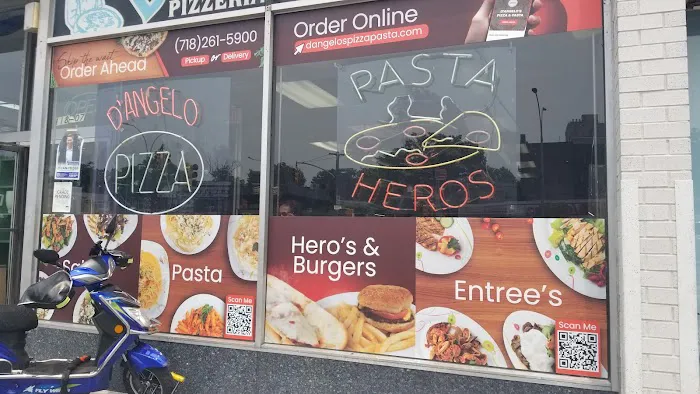 PIZZERIA
Order Online
dangelospizzapasta.com
(718)261-5900
Order Ahead
Pickup or Delivery
PASTA
HEROS
D'ANGELO
PIZZA
Hero's &
Burgers
Pasta
Entree's
Scan Me
Scan Me
FLY